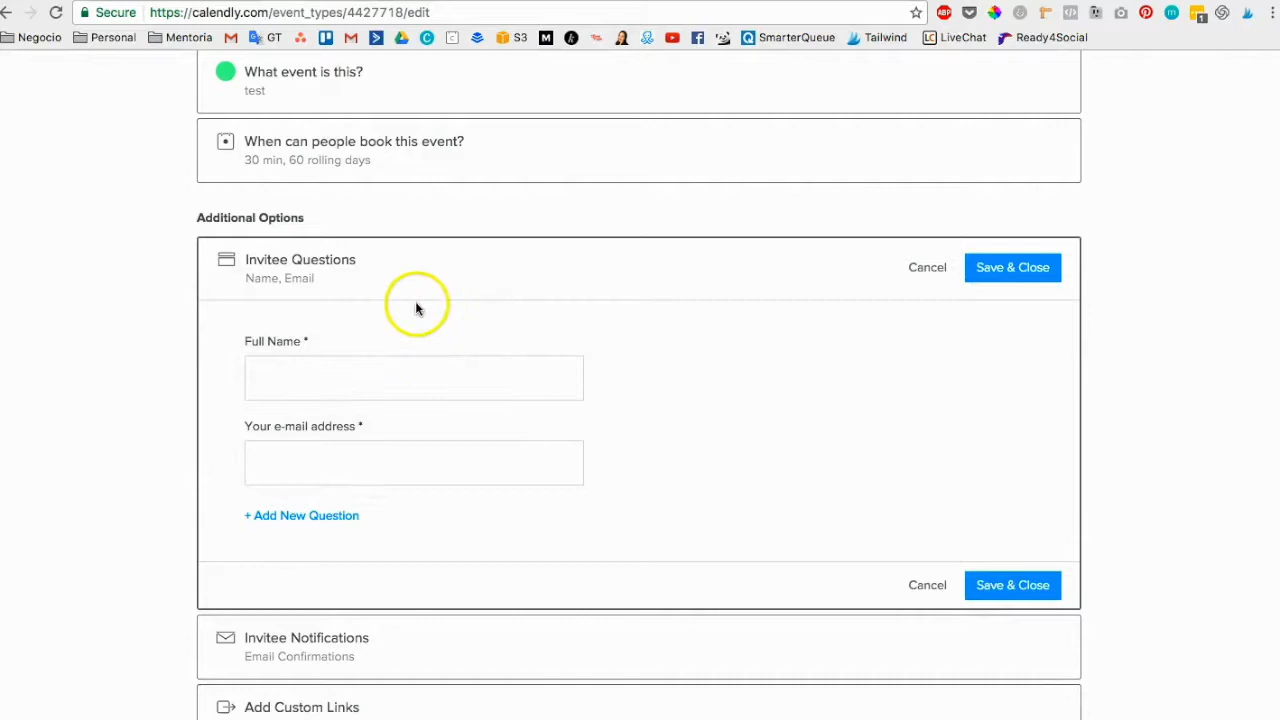 Secure https://calendly.com/event_types/4427718/edit ABP
Negocio Personal Mentoria GT S3 M SmarterQueue Tailwind LC LiveChat Ready4Social
What event is this?
test
When can people book this event?
30 min, 60 rolling days
Additional Options
Invitee Questions
Name, Email
Cancel Save & Close
Full Name *
Your e-mail address *
+ Add New Question
Cancel Save & Close
Invitee Notifications
Email Confirmations
Add Custom Links